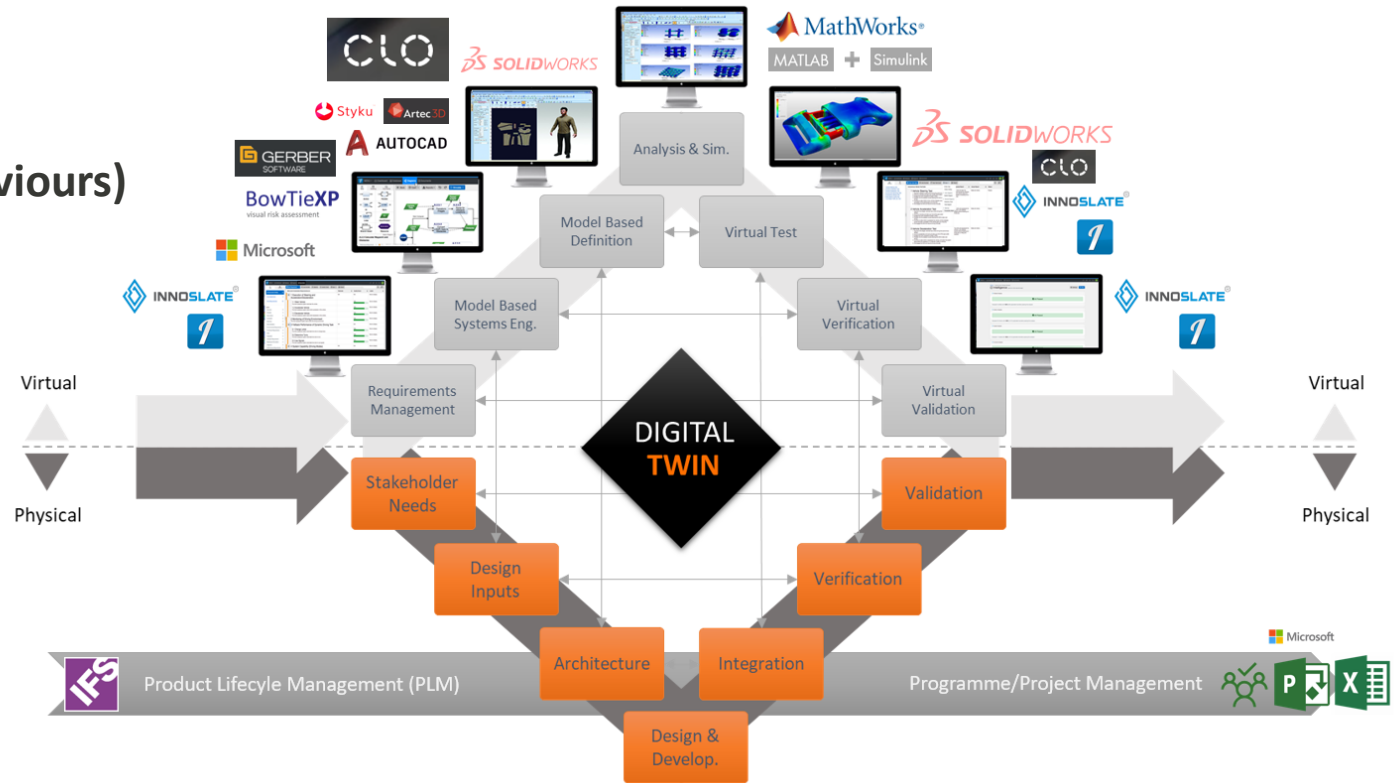 CLO
SOLIDWORKS
MathWorks®
MATLAB + Simulink
Styku
Artec 3D
AUTOCAD
GERBER
SOFTWARE
viours)
BowTieXP
visual risk assessment
Microsoft
INNOSLATE®
Analysis & Sim.
SOLIDWORKS
CLO
INNOSLATE®
Model Based
Definition
Virtual Test
Model Based
Systems Eng.
Virtual
Verification
INNOSLATE®
Virtual
Requirements
Management
Virtual
Validation
Virtual
DIGITAL
TWIN
Physical
Stakeholder
Needs
Validation
Physical
Design
Inputs
Verification
Architecture
Integration
Microsoft
IFS
Product Lifecyle Management (PLM)
Programme/Project Management
P
X
Design &
Develop.